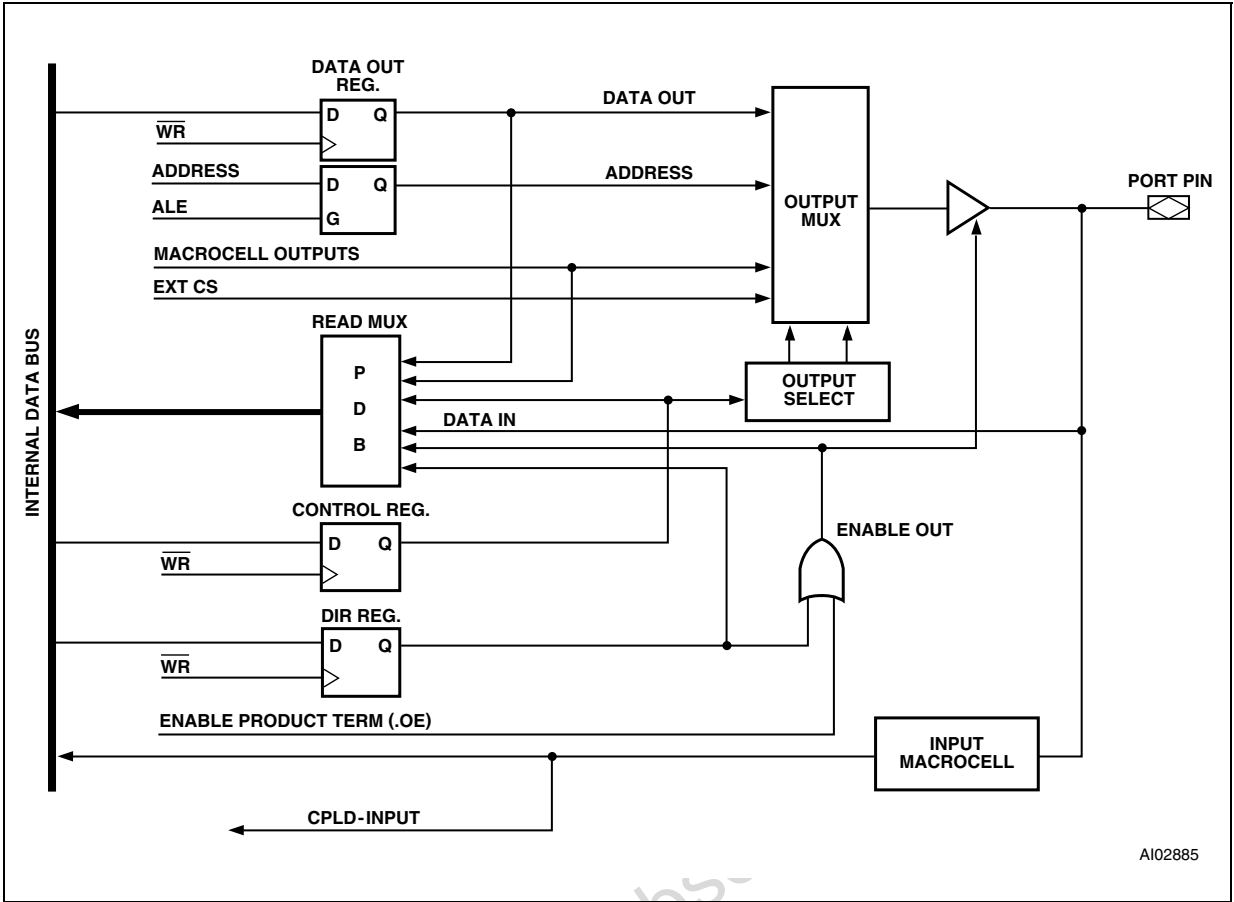 DATA OUT
REG.
D Q
WR
DATA OUT
ADDRESS
ALE
D Q
G
ADDRESS
OUTPUT
MUX
PORT PIN
MACROCELL OUTPUTS
EXT CS
READ MUX
P
D
B
OUTPUT
SELECT
DATA IN
INTERNAL DATA BUS
CONTROL REG.
D Q
WR
ENABLE OUT
DIR REG.
D Q
WR
ENABLE PRODUCT TERM (.OE)
INPUT
MACROCELL
CPLD-INPUT
AI02885